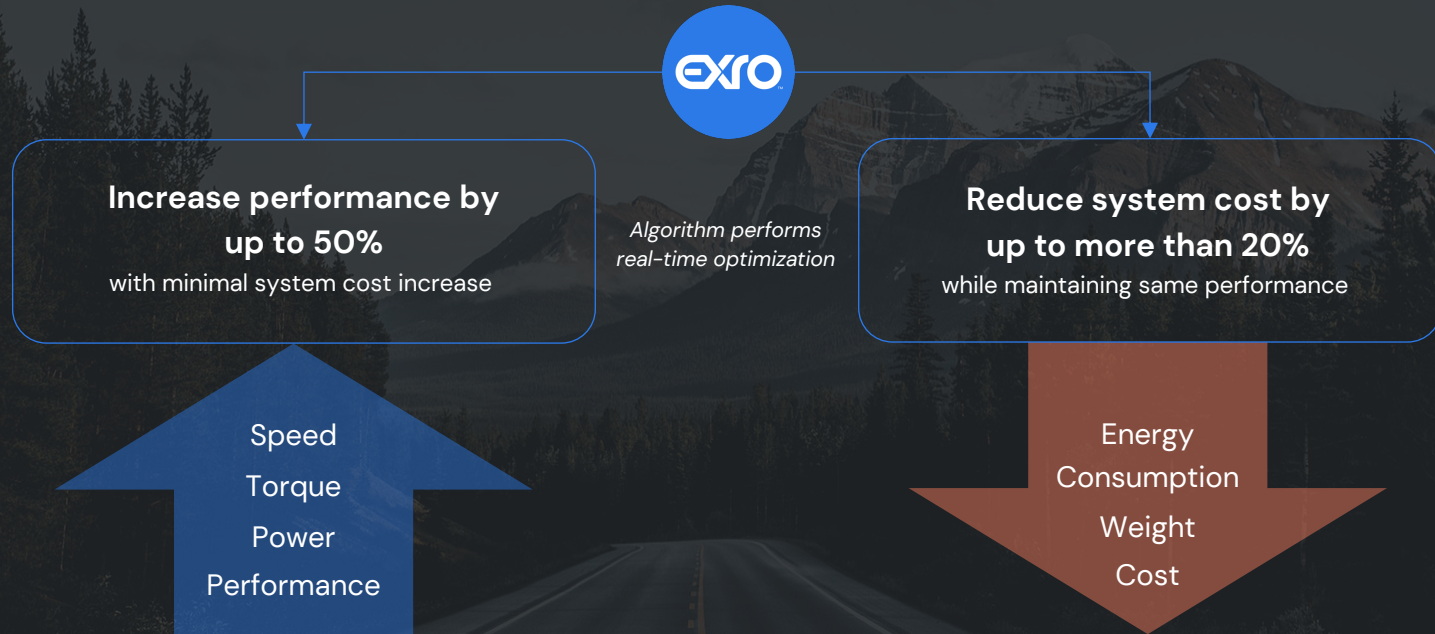 exro
Increase performance by
up to 50%
with minimal system cost increase
Algorithm performs
real-time optimization
Reduce system cost by
up to more than 20%
while maintaining same performance
Speed
Torque
Power
Performance
Energy
Consumption
Weight
Cost